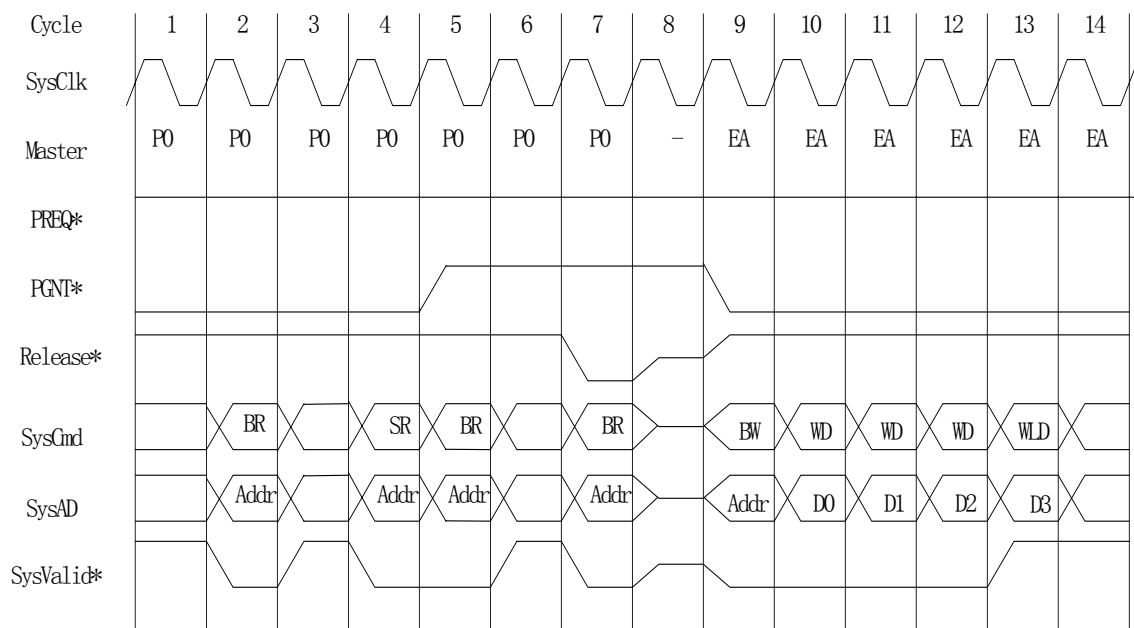 Cycle 1 2 3 4 5 6 7 8 9 10 11 12 13 14
SysClk
Master P0 P0 P0 P0 P0 P0 P0 - EA EA EA EA EA EA
PREQ*
PGNT*
Release*
SysCmd BR SR BR BR BW WD WD WD WLD
SysAD Addr Addr Addr Addr Addr D0 D1 D2 D3
SysValid*